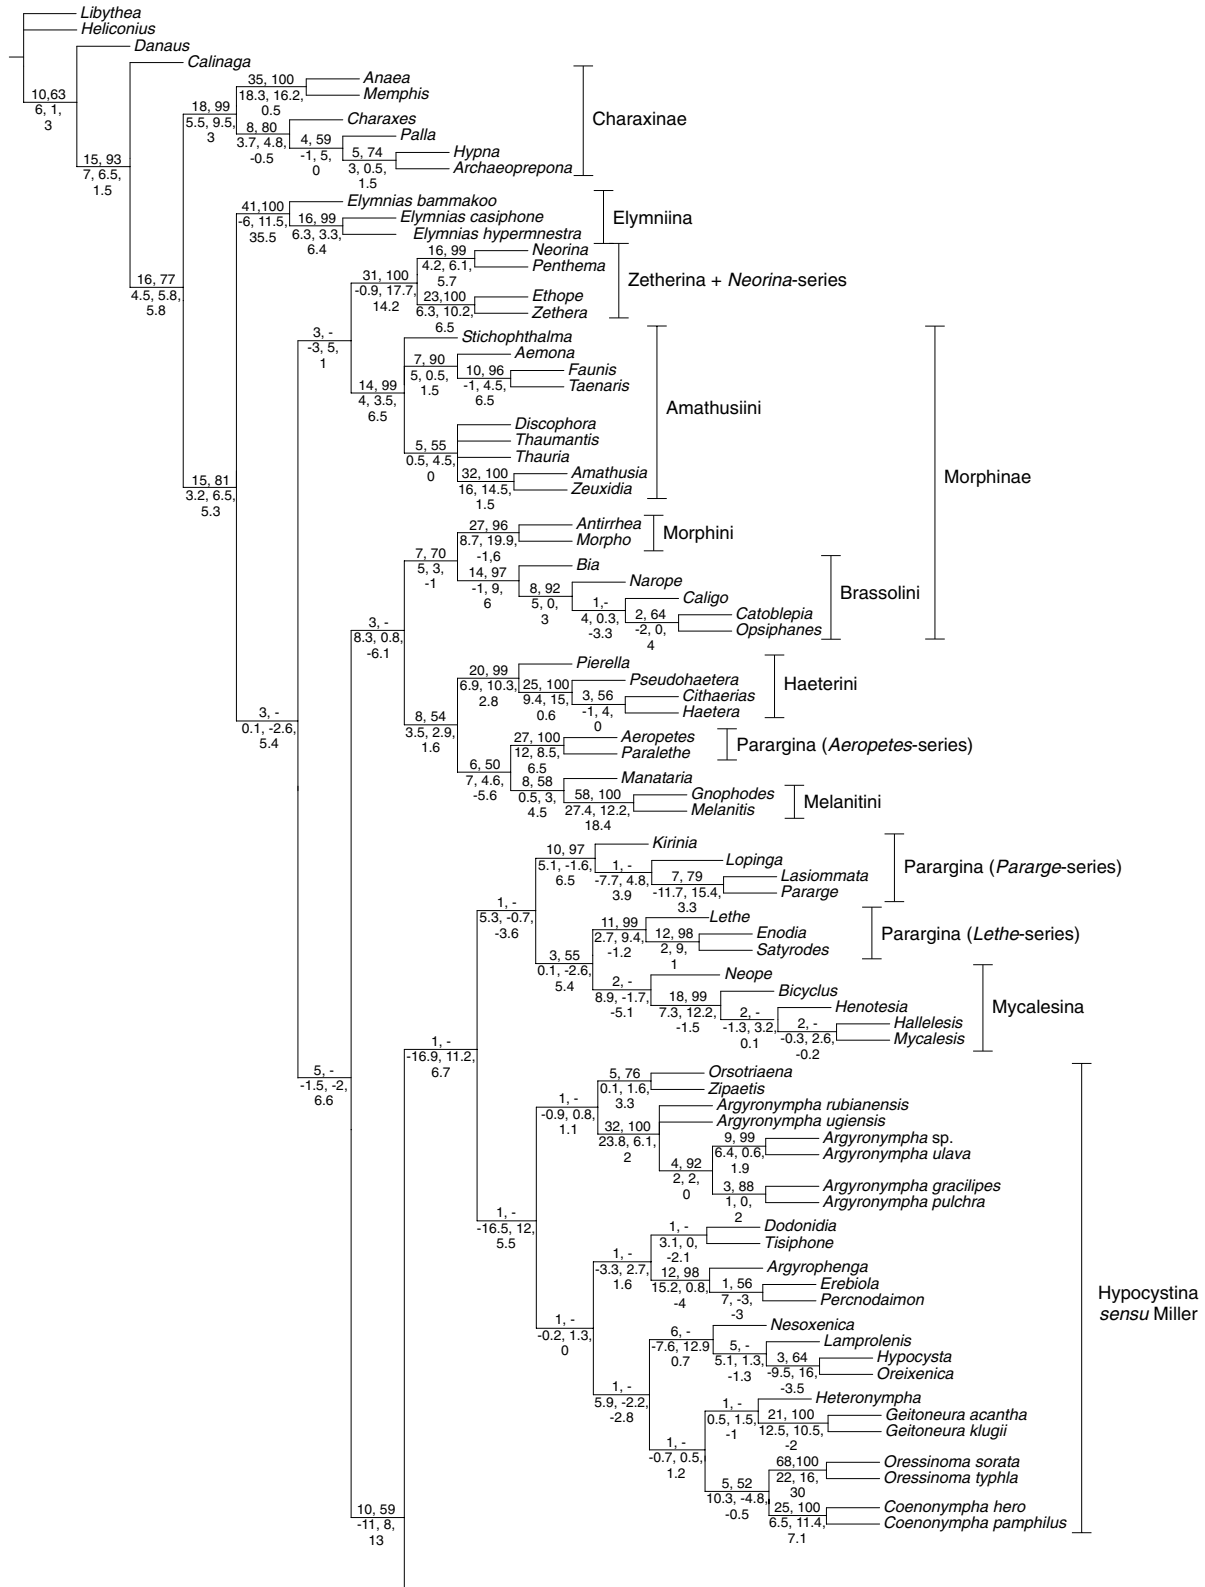 Libythea
Heliconius
Danaus
Calinaga
10,63
6, 1,
3
15, 93
7, 6.5,
1.5
16, 77
4.5, 5.8,
5.8
18, 99
5.5, 9.5,
3
35, 100
18.3, 16.2,
0.5
Anaea
Memphis
8, 80
3.7, 4.8,
-0.5
Charaxes
4, 59
-1, 5,
0
Palla
5, 74
3, 0.5,
1.5
Hypna
Archaeoprepona
Charaxinae
15, 81
3.2, 6.5,
5.3
41,100
-6, 11.5,
35.5
Elymnias bammakoo
16, 99
6.3, 3.3,
6.4
Elymnias casiphone
Elymnias hypermnestra
Elymniina
3, -
0.1, -2.6,
5.4
3, -
-3, 5,
1
31, 100
-0.9, 17.7,
14.2
16, 99
4.2, 6.1,
5.7
Neorina
Penthema
23,100
6.3, 10.2,
6.5
Ethope
Zethera
Zetherina + Neorina-series
14, 99
4, 3.5,
6.5
Stichophthalma
7, 90
5, 0.5,
1.5
Aemona
10, 96
-1, 4.5,
6.5
Faunis
Taenaris
5, 55
0.5, 4.5,
0
Discophora
Thaumantis
Thauria
32, 100
16, 14.5,
1.5
Amathusia
Zeuxidia
Amathusiini
Morphinae
5, -
-1.5, -2,
6.6
3, -
8.3, 0.8,
-6.1
7, 70
5, 3,
-1
27, 96
8.7, 19.9,
-1,6
Antirrhea
Morpho
Morphini
14, 97
-1, 9,
6
Bia
8, 92
5, 0,
3
Narope
1,-
4, 0.3,
-3.3
Caligo
2, 64
-2, 0,
4
Catoblepia
Opsiphanes
Brassolini
8, 54
3.5, 2.9,
1.6
20, 99
6.9, 10.3,
2.8
Pierella
25, 100
9.4, 15,
0.6
Pseudohaetera
3, 56
-1, 4,
0
Cithaerias
Haetera
Haeterini
6, 50
7, 4.6,
-5.6
27, 100
12, 8.5,
6.5
Aeropetes
Paralethe
Parargina (Aeropetes-series)
8, 58
0.5, 3,
4.5
Manataria
58, 100
27.4, 12.2,
18.4
Gnophodes
Melanitis
Melanitini
10, 59
-11, 8,
13
1, -
-16.9, 11.2,
6.7
1, -
5.3, -0.7,
-3.6
10, 97
5.1, -1.6,
6.5
Kirinia
1, -
-7.7, 4.8,
3.9
Lopinga
7, 79
-11.7, 15.4,
3.3
Lasiommata
Pararge
Parargina (Pararge-series)
3, 55
0.1, -2.6,
5.4
11, 99
2.7, 9.4,
-1.2
Lethe
12, 98
2, 9,
1
Enodia
Satyrodes
Parargina (Lethe-series)
2, -
8.9, -1.7,
-5.1
Neope
18, 99
7.3, 12.2,
-1.5
Bicyclus
2, -
-1.3, 3.2,
0.1
Henotesia
2, -
-0.3, 2.6,
-0.2
Hallelesis
Mycalesis
Mycalesina
1, -
-16.5, 12,
5.5
1, -
-0.9, 0.8,
1.1
5, 76
0.1, 1.6,
3.3
Orsotriaena
Zipaetis
32, 100
23.8, 6.1,
2
Argyronympha rubianensis
Argyronympha ugiensis
4, 92
2, 2,
0
9, 99
6.4, 0.6,
1.9
Argyronympha sp.
Argyronympha ulava
3, 88
1, 0,
2
Argyronympha gracilipes
Argyronympha pulchra
1, -
-0.2, 1.3,
0
1, -
-3.3, 2.7,
1.6
1, -
3.1, 0,
-2.1
Dodonidia
Tisiphone
12, 98
15.2, 0.8,
-4
Argyrophenga
1, 56
7, -3,
-3
Erebiola
Percnodaimon
1, -
5.9, -2.2,
-2.8
6, -
-7.6, 12.9
0.7
Nesoxenica
5, -
5.1, 1.3,
-1.3
Lamprolenis
3, 64
-9.5, 16,
-3.5
Hypocysta
Oreixenica
1, -
-0.7, 0.5,
1.2
1, -
0.5, 1.5,
-1
Heteronympha
21, 100
12.5, 10.5,
-2
Geitoneura acantha
Geitoneura klugii
5, 52
10.3, -4.8,
-0.5
68,100
22, 16,
30
Oressinoma sorata
Oressinoma typhla
25, 100
6.5, 11.4,
7.1
Coenonympha hero
Coenonympha pamphilus
Hypocystina
sensu Miller